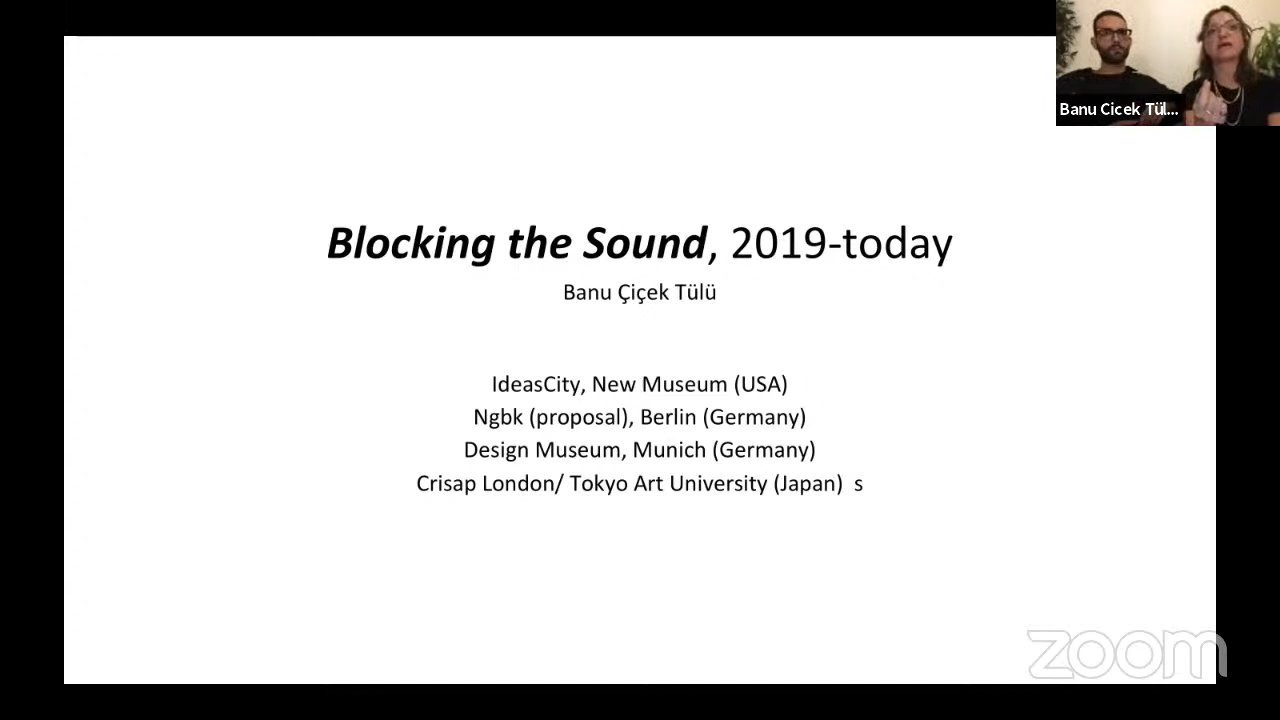 Banu Cicek Tül...
Blocking the Sound, 2019-today
Banu Çiçek Tülü
IdeasCity, New Museum (USA)
Ngbk (proposal), Berlin (Germany)
Design Museum, Munich (Germany)
Crisap London/ Tokyo Art University (Japan)  s
zoom